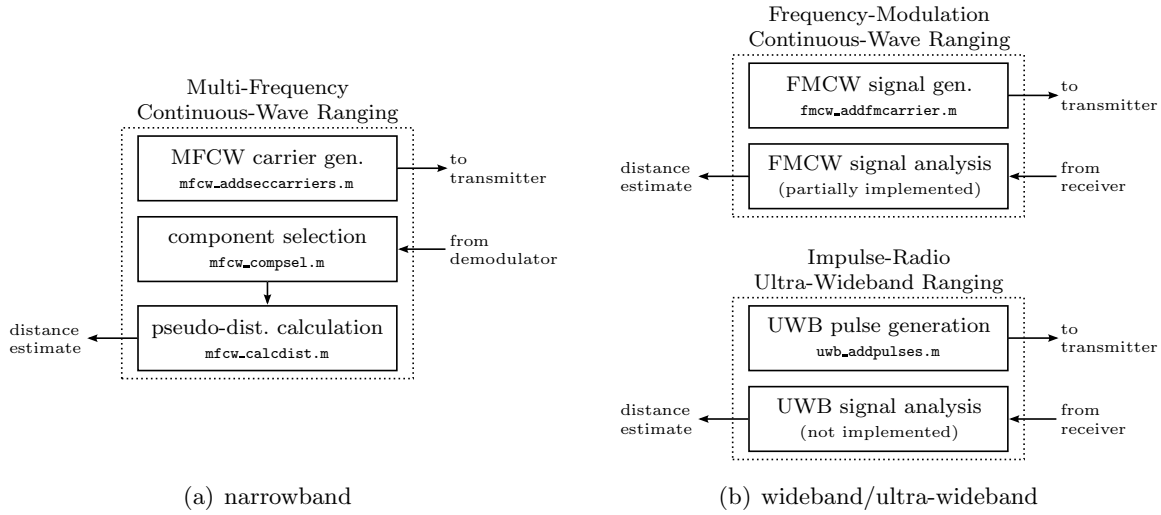 Multi-Frequency
Continuous-Wave Ranging
MFCW carrier gen.
mfcw_addseccarriers.m
to
transmitter
component selection
mfcw_compsel.m
from
demodulator
pseudo-dist. calculation
mfcw_calcdist.m
distance
estimate
(a) narrowband
Frequency-Modulation
Continuous-Wave Ranging
FMCW signal gen.
fmcw_addfmcarrier.m
to
transmitter
FMCW signal analysis
(partially implemented)
distance
estimate
from
receiver
Impulse-Radio
Ultra-Wideband Ranging
UWB pulse generation
uwb_addpulses.m
to
transmitter
UWB signal analysis
(not implemented)
distance
estimate
from
receiver
(b) wideband/ultra-wideband